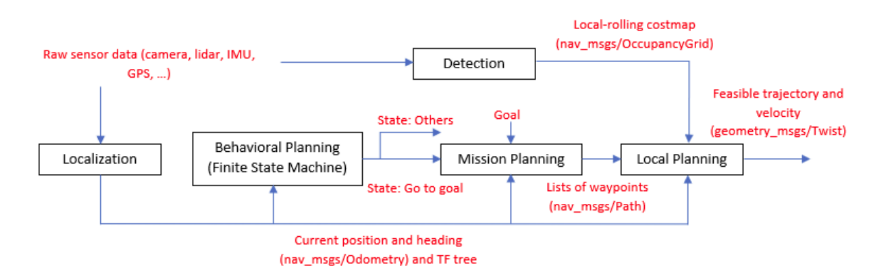 Local-rolling costmap
(nav_msgs/OccupancyGrid)
Raw sensor data (camera, lidar, IMU,
GPS, ...)
Detection
Feasible trajectory and
velocity
(geometry_msgs/Twist)
State: Others
Goal
Localization
Behavioral Planning
(Finite State Machine)
Mission Planning
Local Planning
State: Go to goal
Lists of waypoints
(nav_msgs/Path)
Current position and heading
(nav_msgs/Odometry) and TF tree